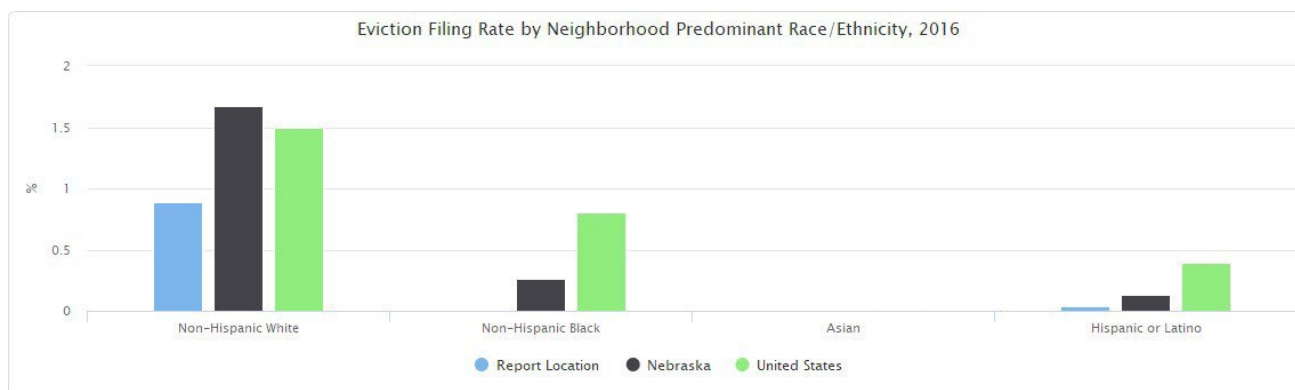 Eviction Filing Rate by Neighborhood Predominant Race/Ethnicity, 2016
2
1.5
1
0.5
0
%
Non-Hispanic White
Non-Hispanic Black
Asian
Hispanic or Latino
Report Location
Nebraska
United States